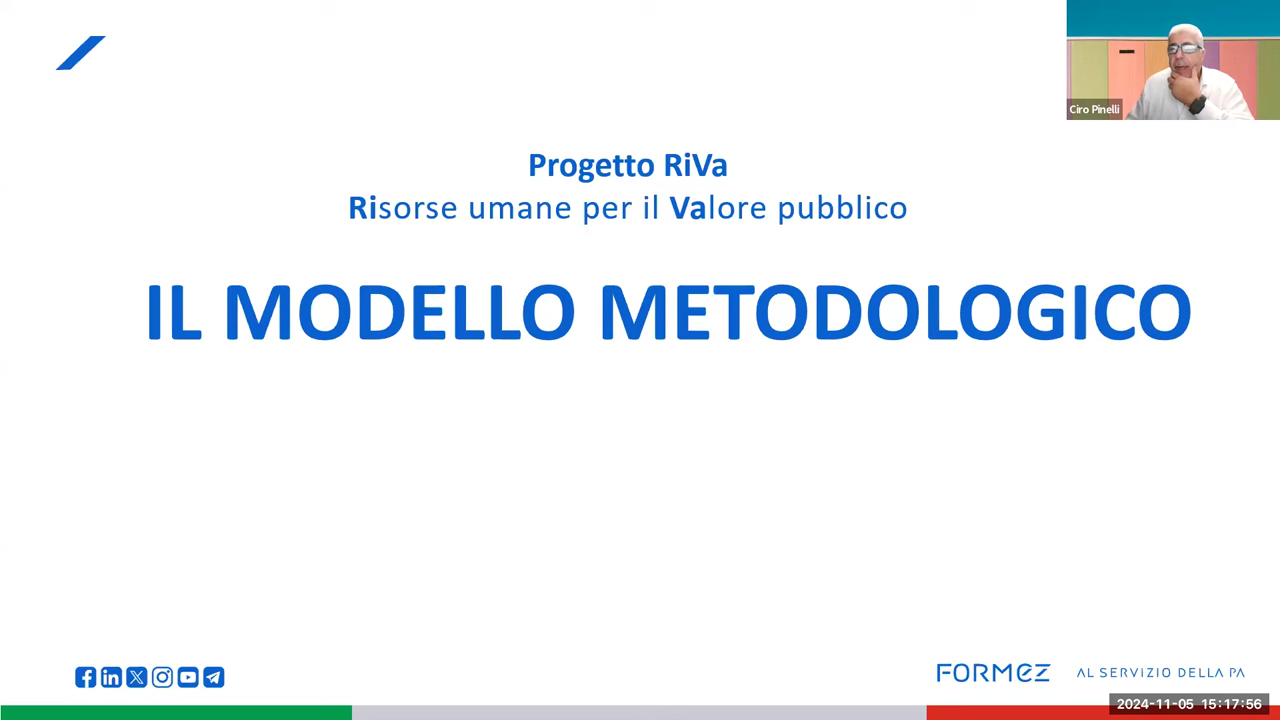 Ciro Pinelli
Progetto RiVa
Risorse umane per il Valore pubblico
IL MODELLO METODOLOGICO
FORMEZ AL SERVIZIO DELLA PA
2024-11-05 15:17:56